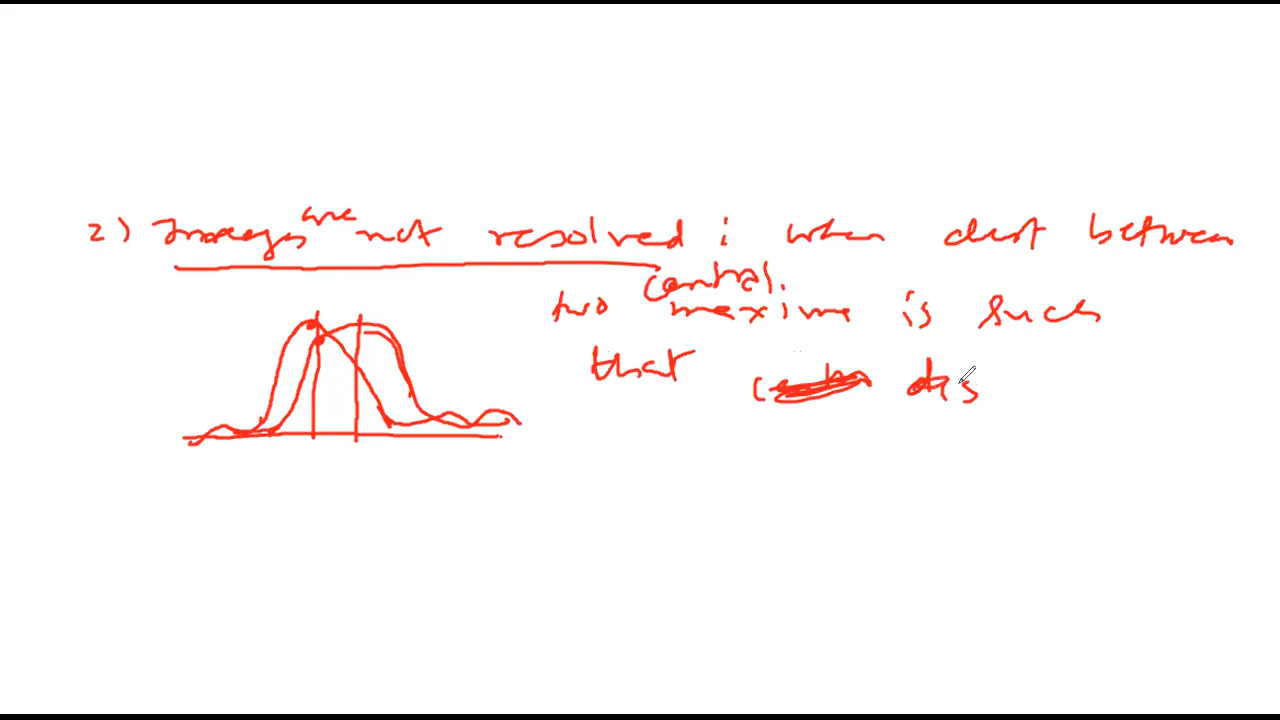 2) Images are not resolved : when dist between
two central maxima is such
that dis